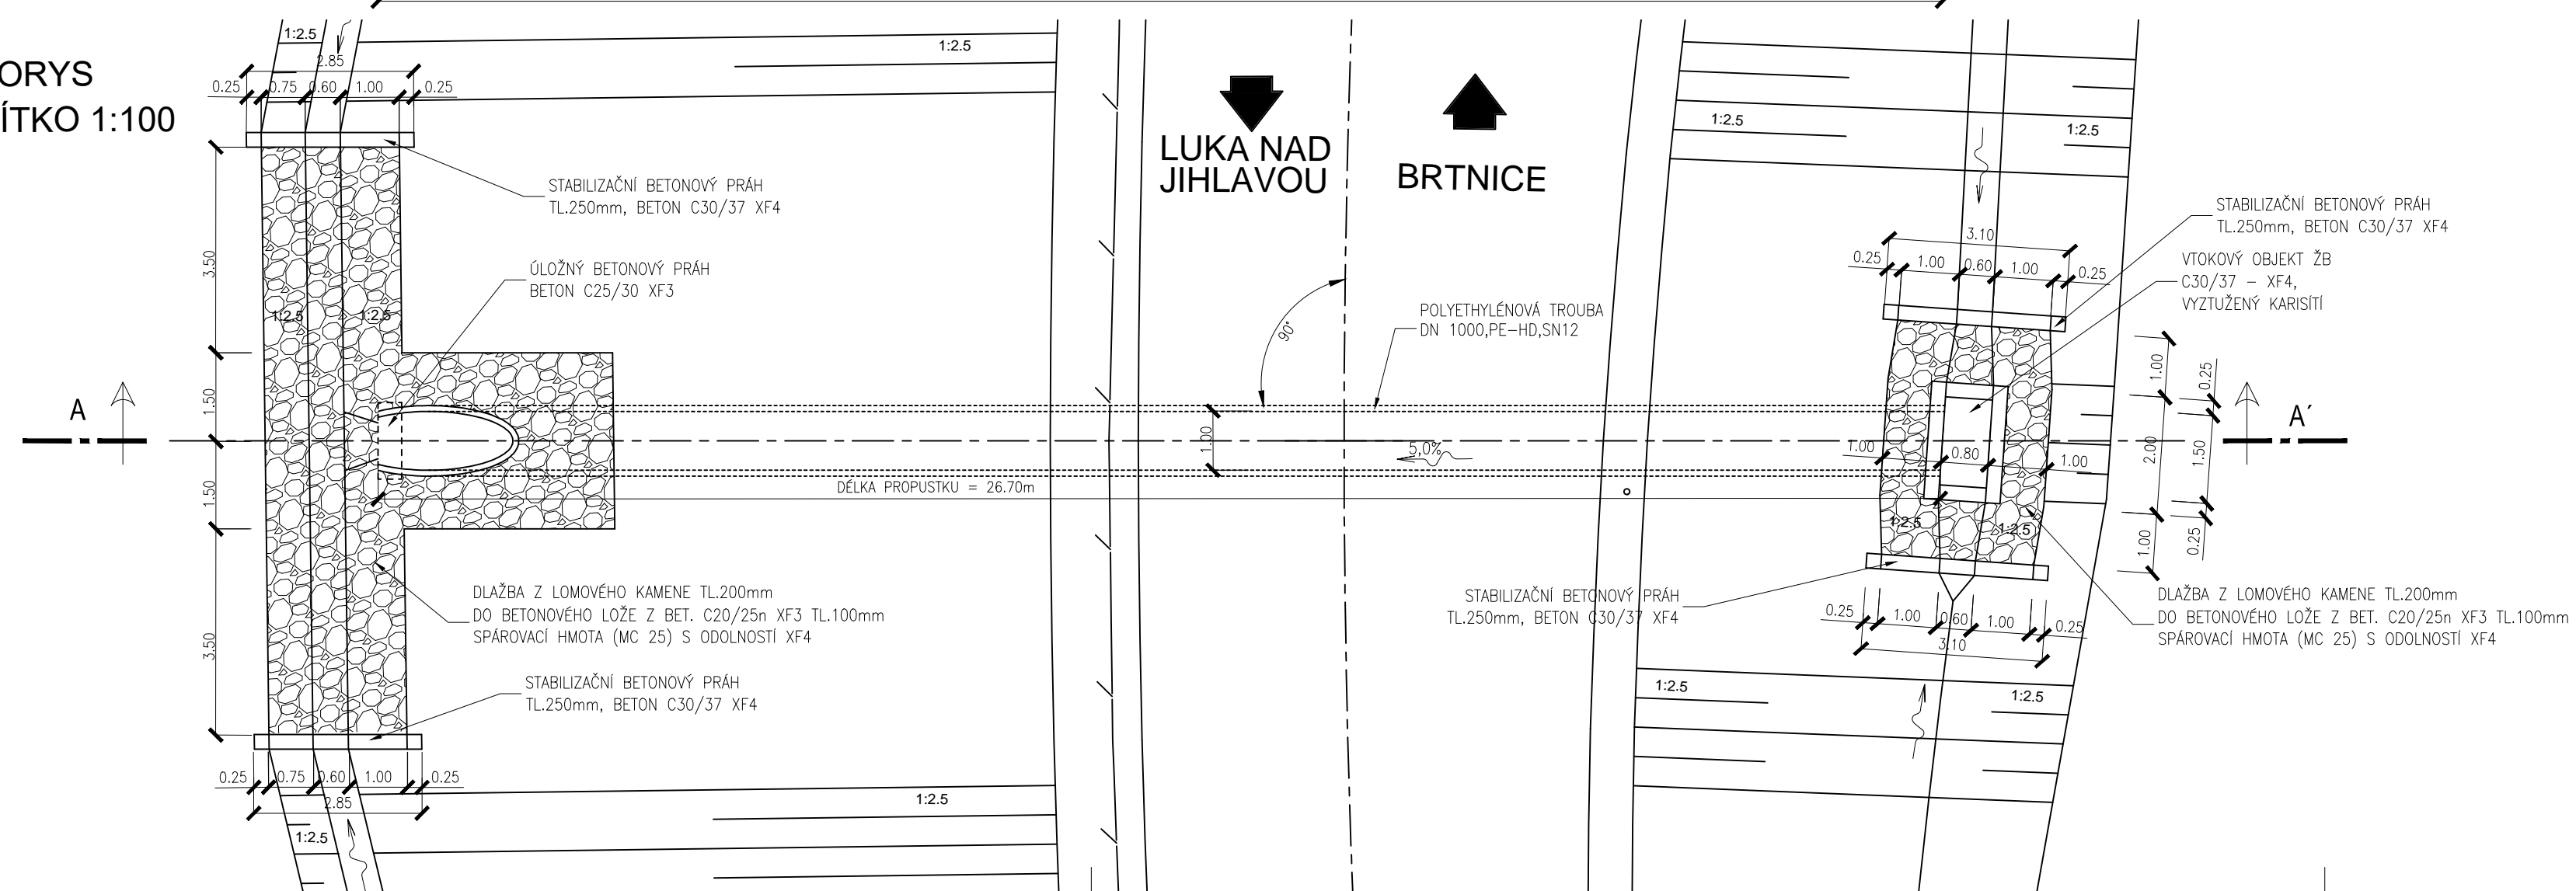 ORYS
ÍTKO 1:100
1:2.5
2.85
0.25 0.75 0.60 1.00 0.25
1:2.5
STABILIZAČNÍ BETONOVÝ PRÁH
TL.250mm, BETON C30/37 XF4
ÚLOŽNÝ BETONOVÝ PRÁH
BETON C25/30 XF3
3.50
1.50
1.50
3.50
1:2.5
1:2.5
A
DÉLKA PROPUSTKU = 26.70m
DLAŽBA Z LOMOVÉHO KAMENE TL.200mm
DO BETONOVÉHO LOŽE Z BET. C20/25n XF3 TL.100mm
SPÁROVACÍ HMOTA (MC 25) S ODOLNOSTÍ XF4
STABILIZAČNÍ BETONOVÝ PRÁH
TL.250mm, BETON C30/37 XF4
0.25 0.75 0.60 1.00 0.25
2.85
1:2.5
1:2.5
LUKA NAD
JIHLAVOU
BRTNICE
90°
POLYETHYLÉNOVÁ TROUBA
DN 1000,PE-HD,SN12
1.00
5,0%
1:2.5
1:2.5
STABILIZAČNÍ BETONOVÝ PRÁH
TL.250mm, BETON C30/37 XF4
VTOKOVÝ OBJEKT ŽB
C30/37 - XF4,
VYZTUŽENÝ KARISÍTÍ
3.10
0.25 1.00 0.60 1.00 0.25
1.00 0.80 1.00
1:2.5
1:2.5
1.00
2.00
1.00
0.25
1.50
0.25
A´
STABILIZAČNÍ BETONOVÝ PRÁH
TL.250mm, BETON C30/37 XF4
0.25 1.00 0.60 1.00 0.25
3.10
DLAŽBA Z LOMOVÉHO KAMENE TL.200mm
DO BETONOVÉHO LOŽE Z BET. C20/25n XF3 TL.100mm
SPÁROVACÍ HMOTA (MC 25) S ODOLNOSTÍ XF4
1:2.5
1:2.5